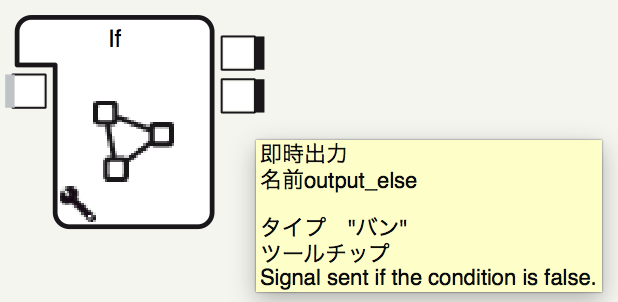 If
即時出力
名前output_else
タイプ　"バン"
ツールチップ
Signal sent if the condition is false.